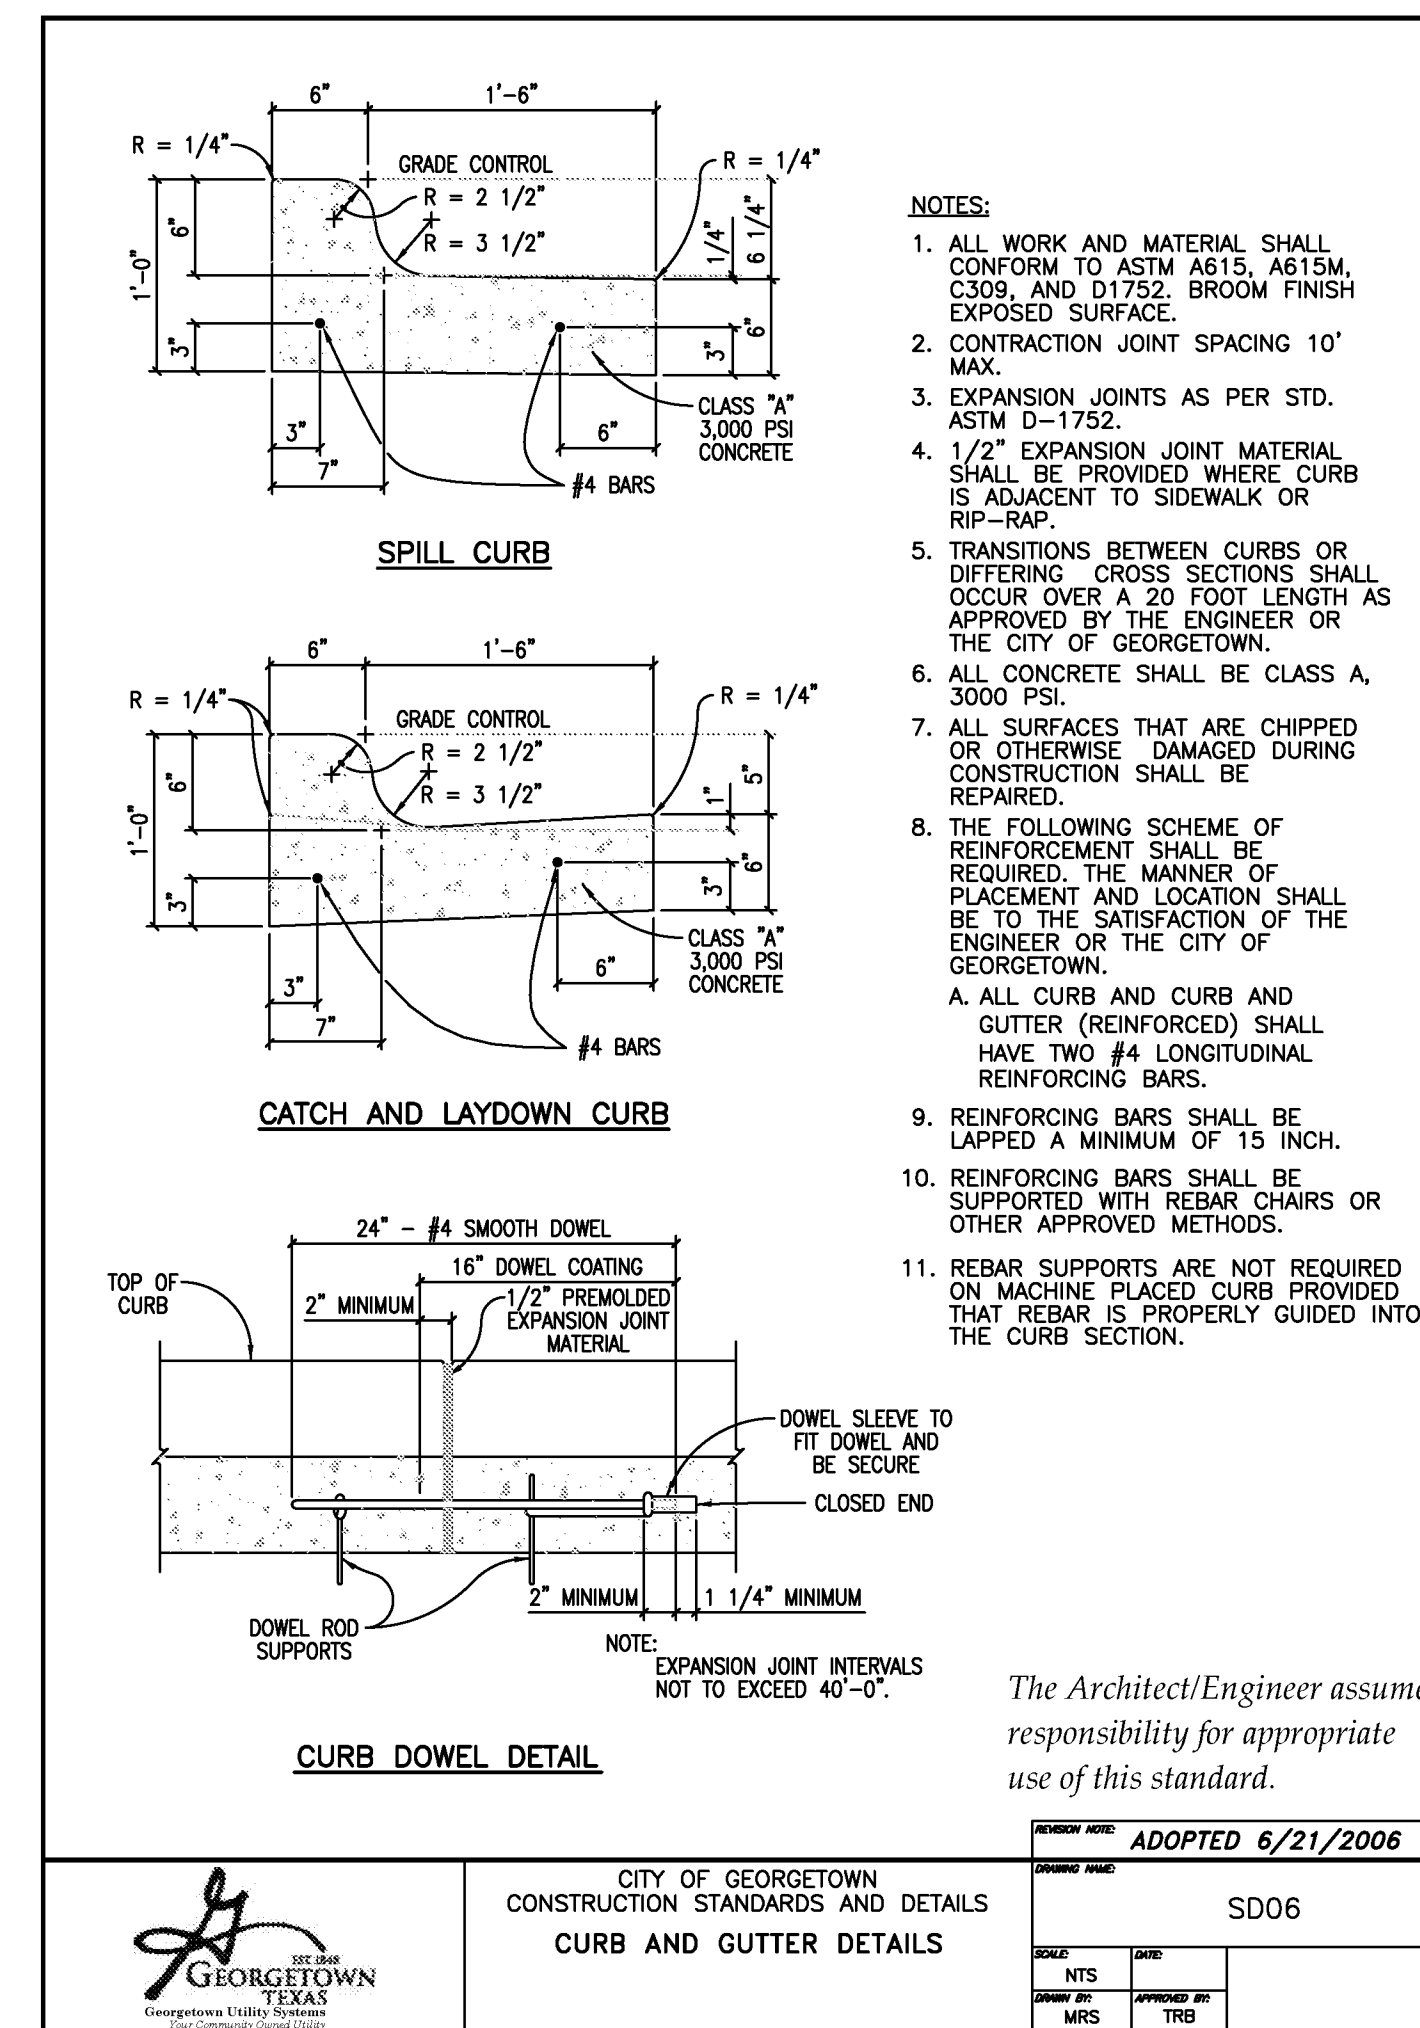 6" 1'-6"
R = 1/4"
GRADE CONTROL
R = 1/4"
R = 2 1/2"
R = 3 1/2"
6"
1'-0"
3"
1/4"
6 1/4"
3"
6"
CLASS "A"
3,000 PSI
CONCRETE
3"
6"
7"
#4 BARS
SPILL CURB
6" 1'-6"
R = 1/4"
GRADE CONTROL
R = 1/4"
R = 2 1/2"
R = 3 1/2"
6"
1'-0"
3"
1"
5"
3"
6"
CLASS "A"
3,000 PSI
CONCRETE
3"
6"
7"
#4 BARS
CATCH AND LAYDOWN CURB
24" - #4 SMOOTH DOWEL
16" DOWEL COATING
TOP OF
CURB
2" MINIMUM
1/2" PREMOLDED
EXPANSION JOINT
MATERIAL
DOWEL SLEEVE TO
FIT DOWEL AND
BE SECURE
CLOSED END
2" MINIMUM
1 1/4" MINIMUM
DOWEL ROD
SUPPORTS
NOTE:
EXPANSION JOINT INTERVALS
NOT TO EXCEED 40'-0".
CURB DOWEL DETAIL
NOTES:
1. ALL WORK AND MATERIAL SHALL
CONFORM TO ASTM A615, A615M,
C309, AND D1752. BROOM FINISH
EXPOSED SURFACE.
2. CONTRACTION JOINT SPACING 10'
MAX.
3. EXPANSION JOINTS AS PER STD.
ASTM D-1752.
4. 1/2" EXPANSION JOINT MATERIAL
SHALL BE PROVIDED WHERE CURB
IS ADJACENT TO SIDEWALK OR
RIP-RAP.
5. TRANSITIONS BETWEEN CURBS OR
DIFFERING CROSS SECTIONS SHALL
OCCUR OVER A 20 FOOT LENGTH AS
APPROVED BY THE ENGINEER OR
THE CITY OF GEORGETOWN.
6. ALL CONCRETE SHALL BE CLASS A,
3000 PSI.
7. ALL SURFACES THAT ARE CHIPPED
OR OTHERWISE DAMAGED DURING
CONSTRUCTION SHALL BE
REPAIRED.
8. THE FOLLOWING SCHEME OF
REINFORCEMENT SHALL BE
REQUIRED. THE MANNER OF
PLACEMENT AND LOCATION SHALL
BE TO THE SATISFACTION OF THE
ENGINEER OR THE CITY OF
GEORGETOWN.
A. ALL CURB AND CURB AND
GUTTER (REINFORCED) SHALL
HAVE TWO #4 LONGITUDINAL
REINFORCING BARS.
9. REINFORCING BARS SHALL BE
LAPPED A MINIMUM OF 15 INCH.
10. REINFORCING BARS SHALL BE
SUPPORTED WITH REBAR CHAIRS OR
OTHER APPROVED METHODS.
11. REBAR SUPPORTS ARE NOT REQUIRED
ON MACHINE PLACED CURB PROVIDED
THAT REBAR IS PROPERLY GUIDED INTO
THE CURB SECTION.
The Architect/Engineer assume
responsibility for appropriate
use of this standard.
REVISION NOTE: ADOPTED 6/21/2006
EST 1848
GEORGETOWN
TEXAS
Georgetown Utility Systems
Your Community Owned Utility
CITY OF GEORGETOWN
CONSTRUCTION STANDARDS AND DETAILS
CURB AND GUTTER DETAILS
DRAWING NAME:
SD06
SCALE: DATE:
NTS
DRAWN BY: APPROVED BY:
MRS TRB